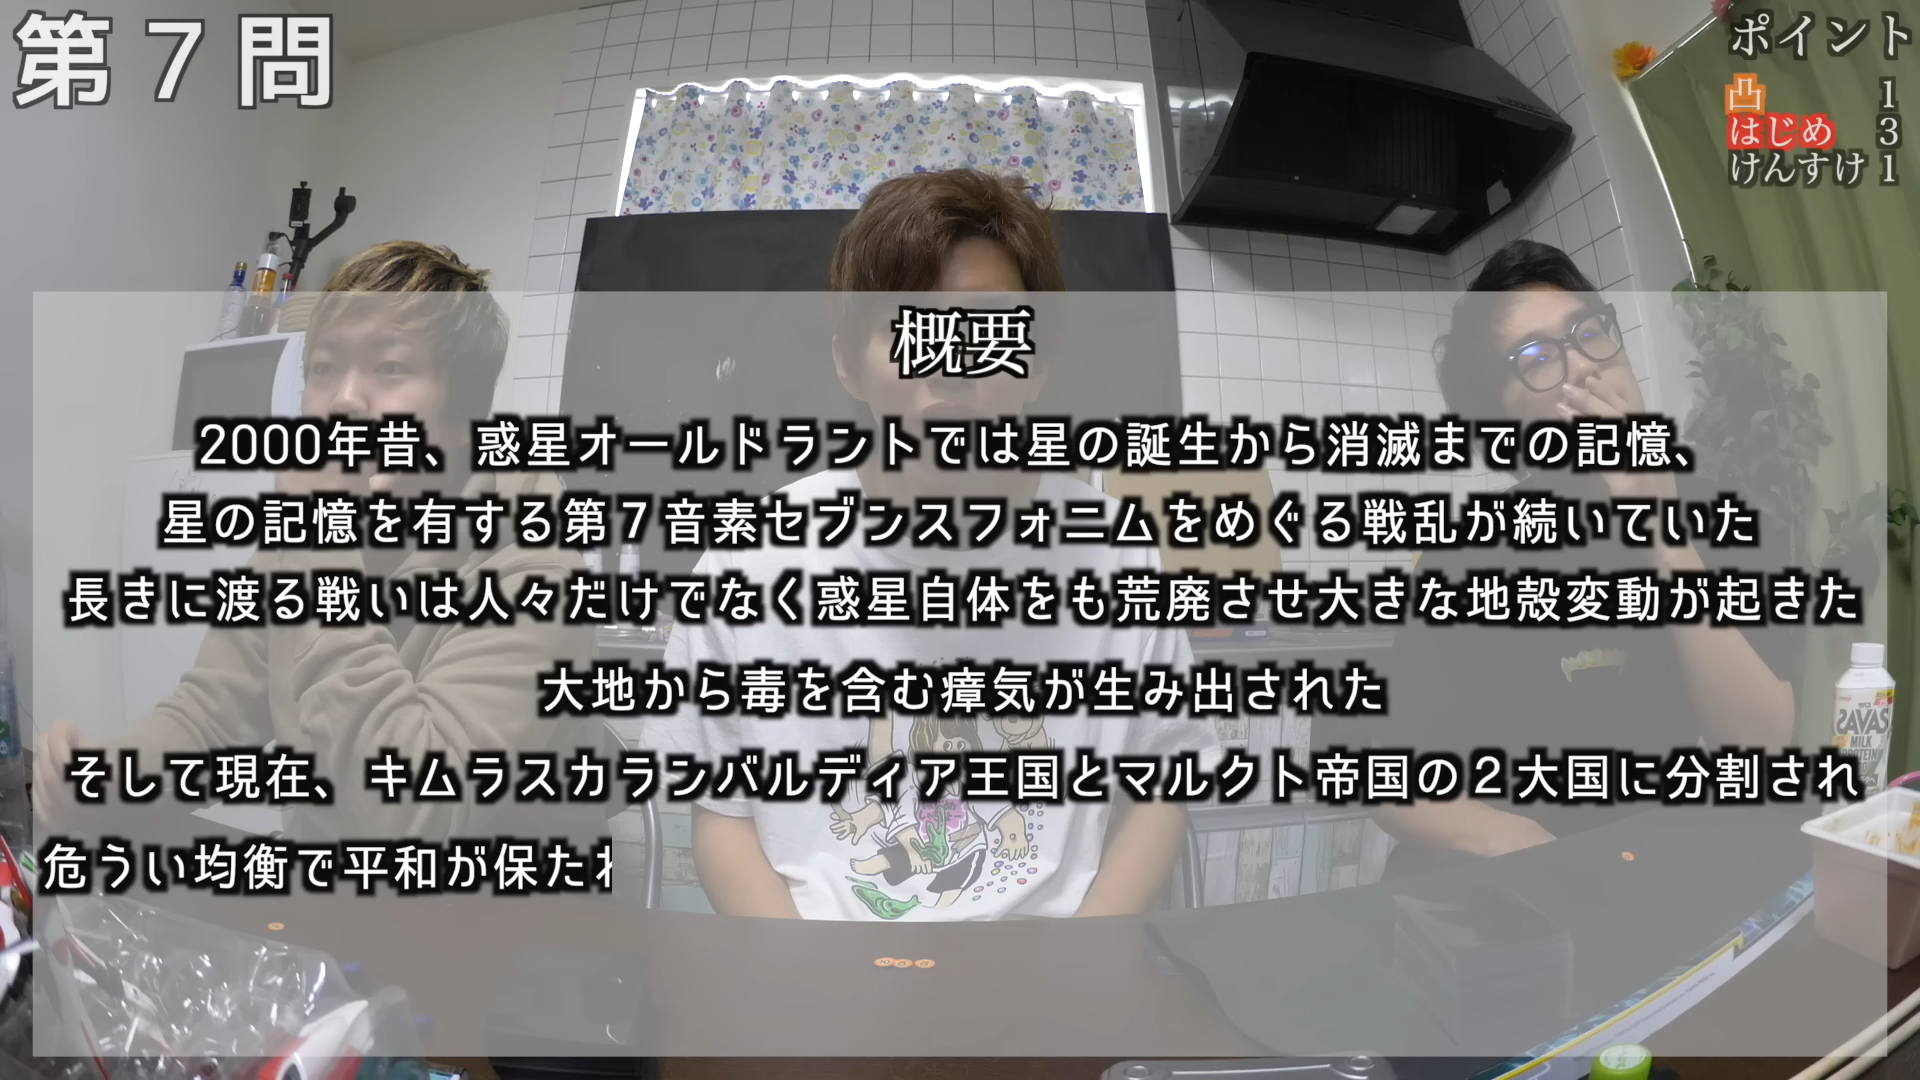 第7問
ポイント
凸 1
はじめ 3
けんすけ 1
概要
2000年昔、惑星オールドラントでは星の誕生から消滅までの記憶、
星の記憶を有する第7音素セブンスフォニムをめぐる戦乱が続いていた
長きに渡る戦いは人々だけでなく惑星自体をも荒廃させ大きな地殻変動が起きた
大地から毒を含む瘴気が生み出された
そして現在、キムラスカランバルディア王国とマルクト帝国の2大国に分割され
危うい均衡で平和が保たれ
SAVAS
MILK
PROTEIN